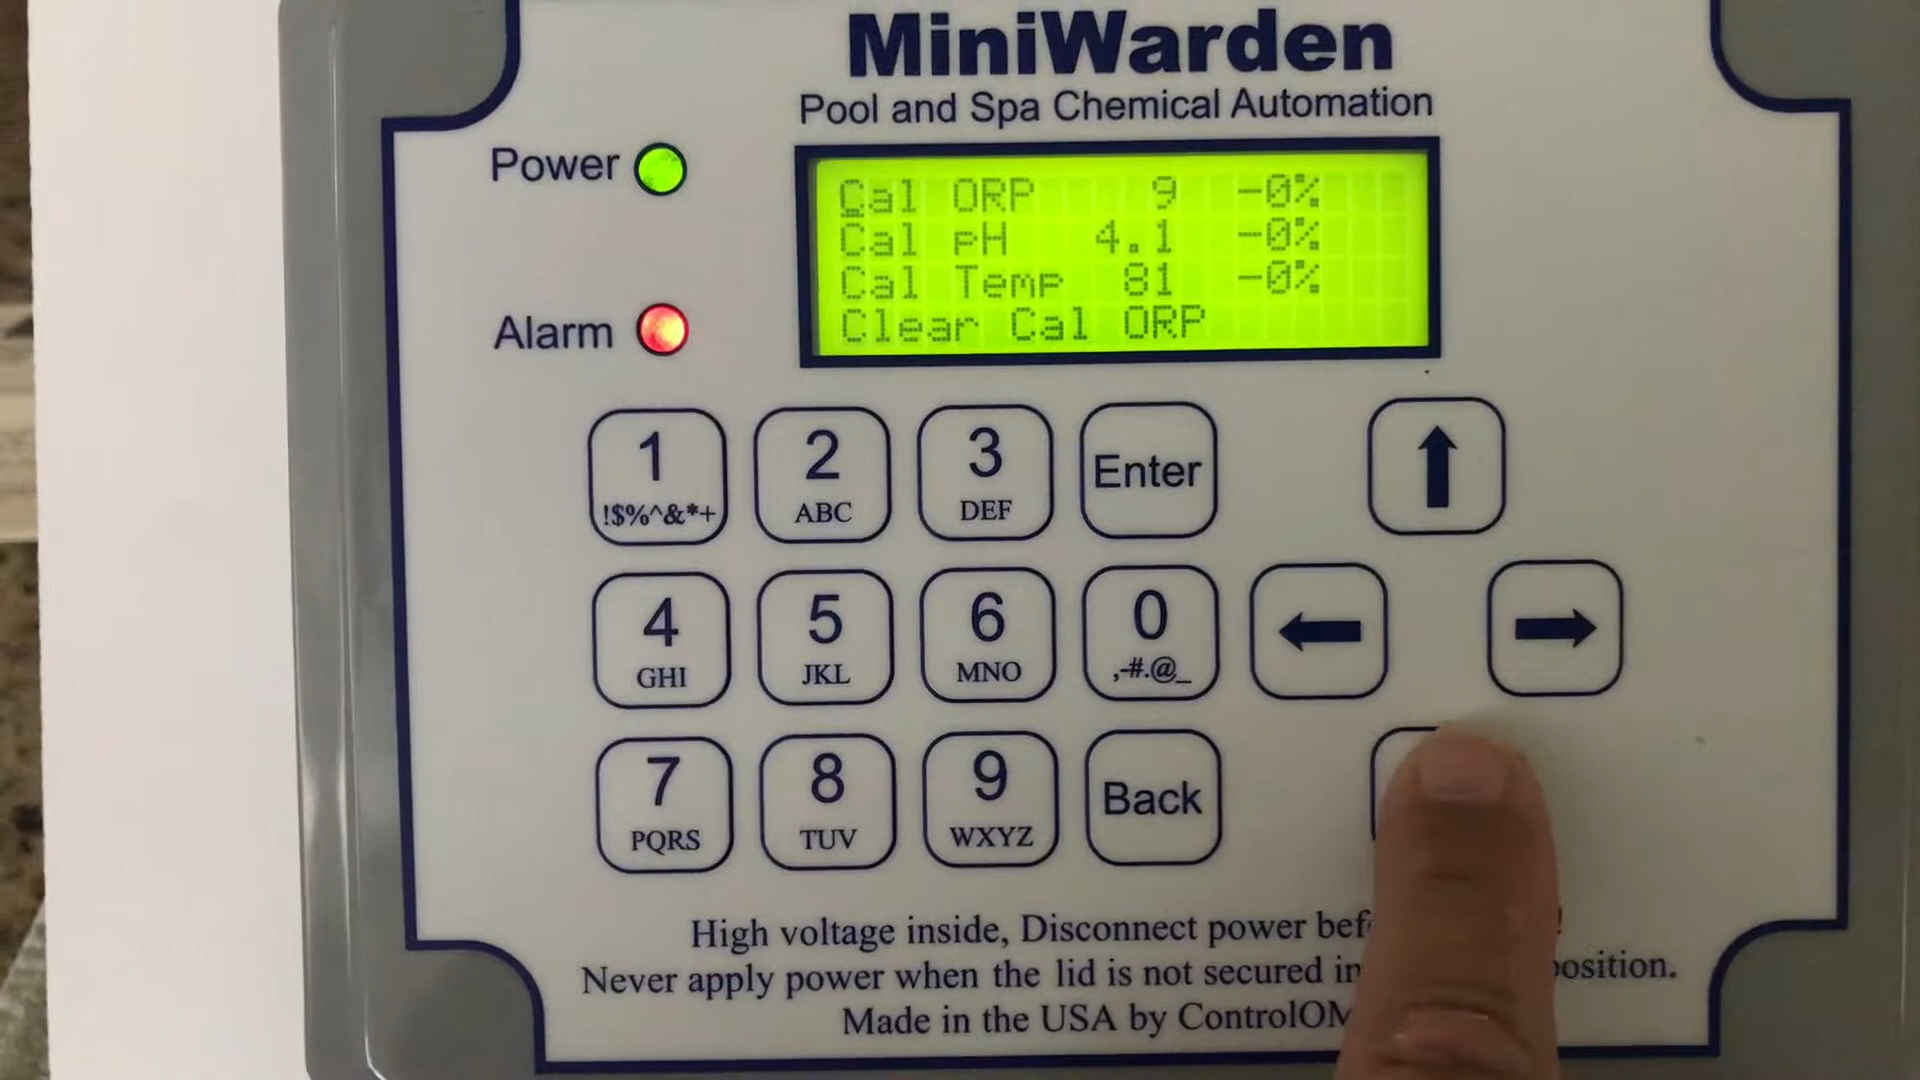 MiniWarden
Pool and Spa Chemical Automation
Power
Cal ORP 9 -0%
Cal pH 4.1 -0%
Cal Temp 81 -0%
Clear Cal ORP
Alarm
1 2 3 Enter
!$%^&*+ ABC DEF
4 5 6 0
GHI JKL MNO ,-#.@_
7 8 9 Back
PQRS TUV WXYZ
High voltage inside, Disconnect power !
Never apply power when the lid is not secured in position.
Made in the USA by